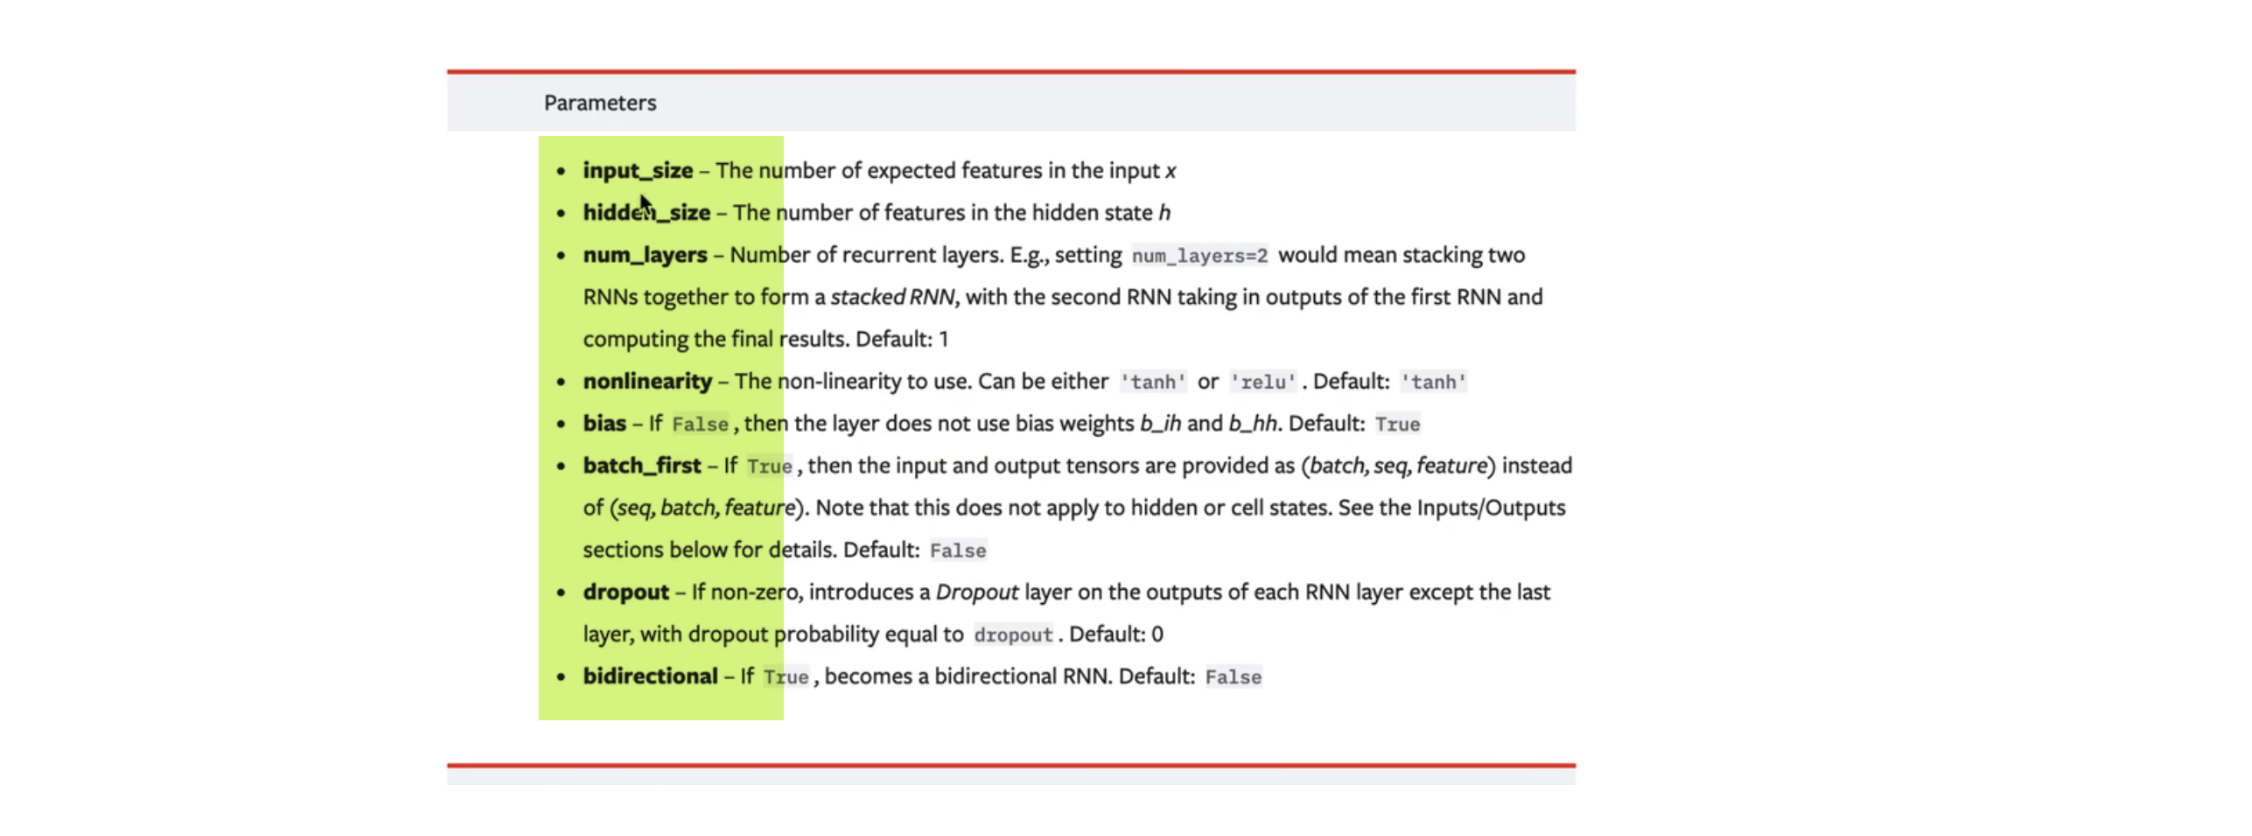 Parameters
• input_size – The number of expected features in the input x
• hidden_size – The number of features in the hidden state h
• num_layers – Number of recurrent layers. E.g., setting num_layers=2 would mean stacking two
RNNs together to form a stacked RNN, with the second RNN taking in outputs of the first RNN and
computing the final results. Default: 1
• nonlinearity – The non-linearity to use. Can be either 'tanh' or 'relu'. Default: 'tanh'
• bias – If False, then the layer does not use bias weights b_ih and b_hh. Default: True
• batch_first – If True, then the input and output tensors are provided as (batch, seq, feature) instead
of (seq, batch, feature). Note that this does not apply to hidden or cell states. See the Inputs/Outputs
sections below for details. Default: False
• dropout – If non-zero, introduces a Dropout layer on the outputs of each RNN layer except the last
layer, with dropout probability equal to dropout. Default: 0
• bidirectional – If True, becomes a bidirectional RNN. Default: False